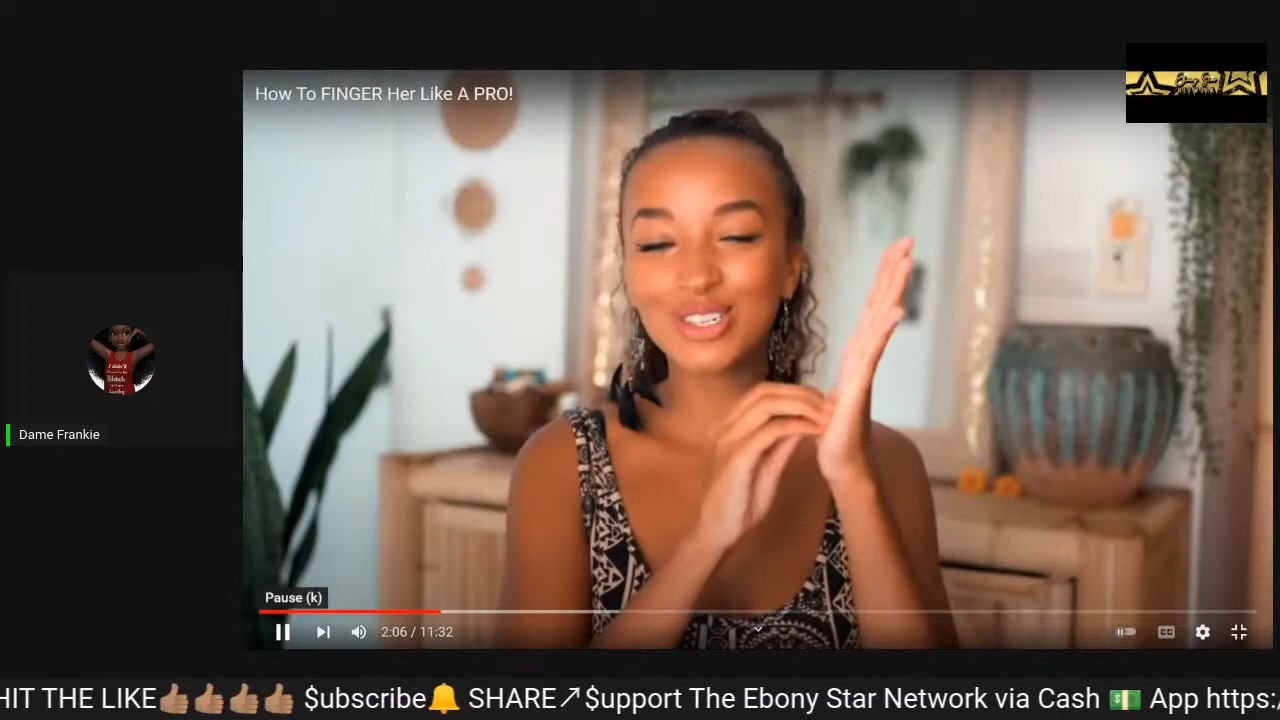 How To FINGER Her Like A PRO!
Dame Frankie
Pause (k)
2:06 / 11:32
CC
HIT THE LIKE👍🏽👍🏽👍🏽👍🏽 $ubscribe🔔 SHARE↗$upport The Ebony Star Network via Cash 💵 App https:/